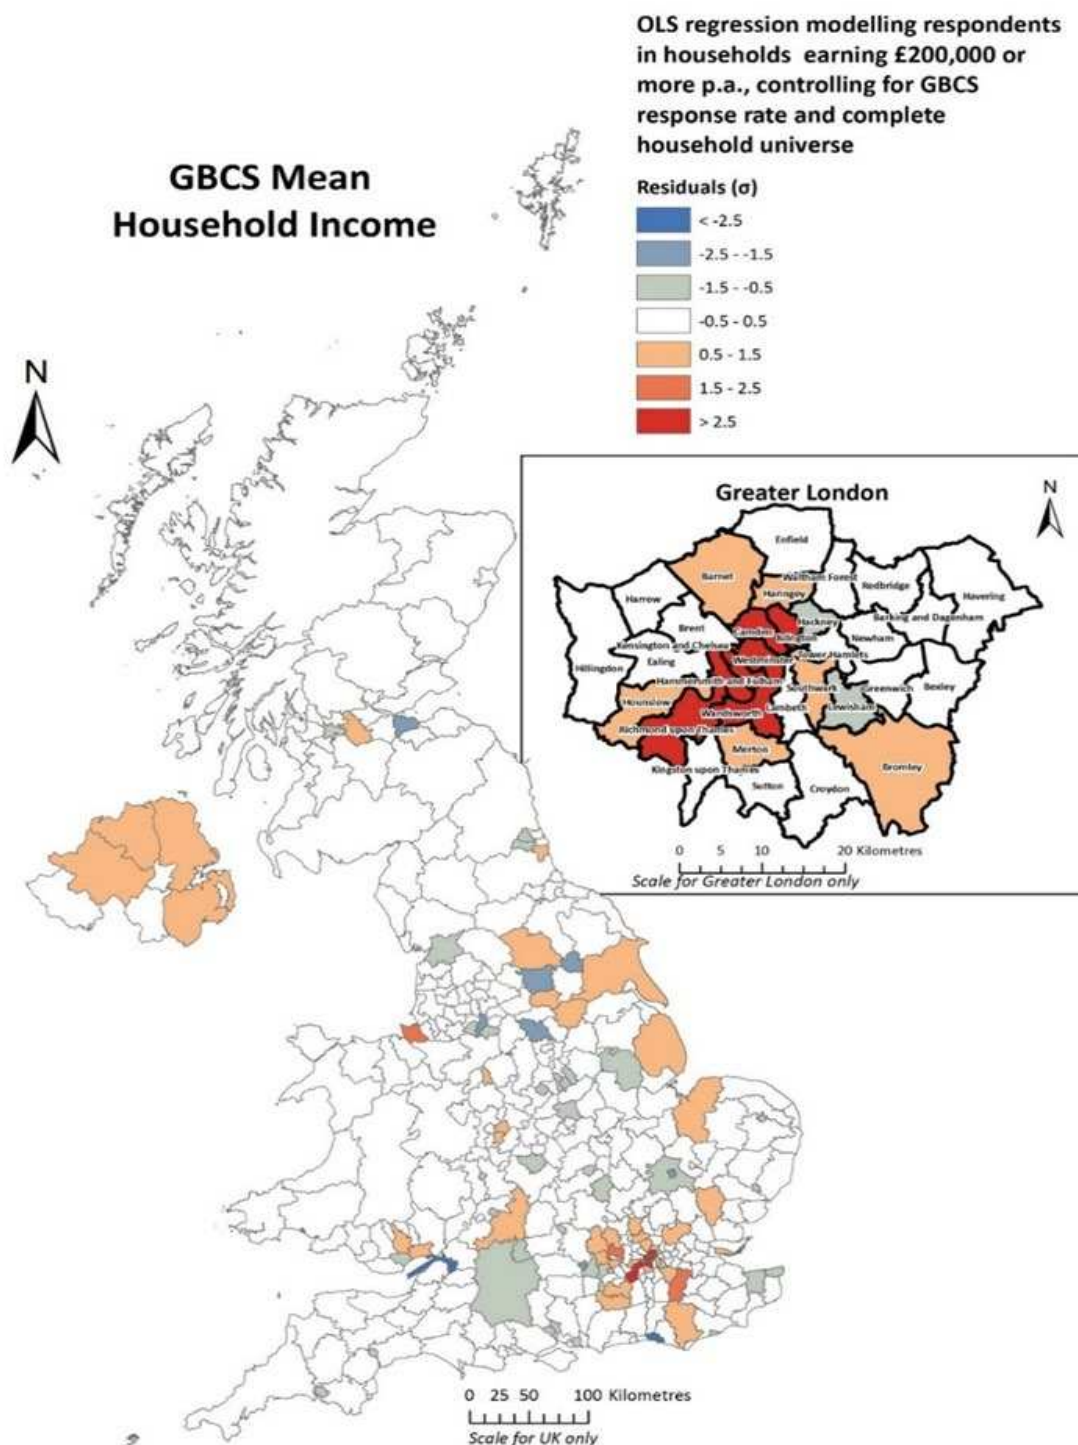 OLS regression modelling respondents
in households earning £200,000 or
more p.a., controlling for GBCS
response rate and complete
household universe
GBCS Mean
Household Income
Residuals (σ)
< -2.5
-2.5 - -1.5
-1.5 - -0.5
-0.5 - 0.5
0.5 - 1.5
1.5 - 2.5
> 2.5
N
Greater London
N
Enfield
Barnet
Waltham Forest
Redbridge
Haringey
Havering
Harrow
Hackney
Barking and Dagenham
Brent
Camden
Islington
Newham
Kensington and Chelsea
Tower Hamlets
Ealing
Westminster
Hillingdon
Hammersmith and Fulham
Southwark
Greenwich
Bexley
Hounslow
Lambeth
Lewisham
Wandsworth
Richmond upon Thames
Merton
Bromley
Kingston upon Thames
Sutton
Croydon
0 5 10 20 Kilometres
Scale for Greater London only
0 25 50 100 Kilometres
Scale for UK only